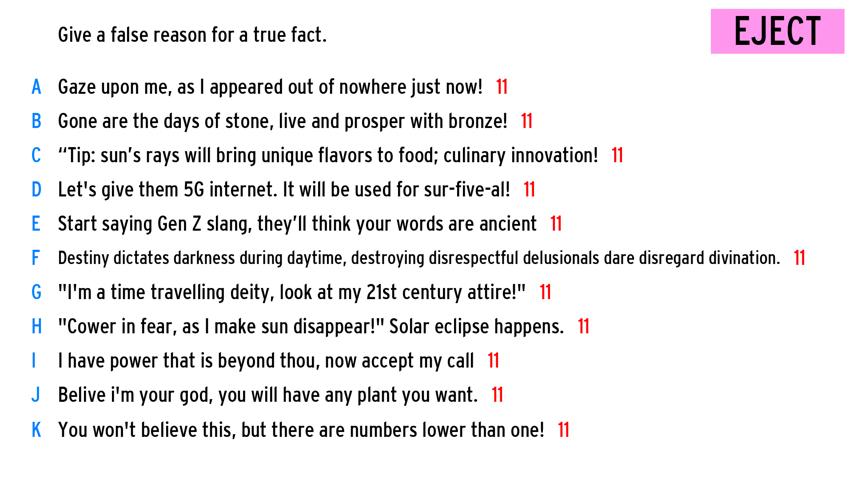 Give a false reason for a true fact.
EJECT
A Gaze upon me, as I appeared out of nowhere just now! 11
B Gone are the days of stone, live and prosper with bronze! 11
C “Tip: sun’s rays will bring unique flavors to food; culinary innovation! 11
D Let's give them 5G internet. It will be used for sur-five-al! 11
E Start saying Gen Z slang, they’ll think your words are ancient 11
F Destiny dictates darkness during daytime, destroying disrespectful delusionals dare disregard divination. 11
G "I'm a time travelling deity, look at my 21st century attire!" 11
H "Cower in fear, as I make sun disappear!" Solar eclipse happens. 11
I I have power that is beyond thou, now accept my call 11
J Belive i'm your god, you will have any plant you want. 11
K You won't believe this, but there are numbers lower than one! 11